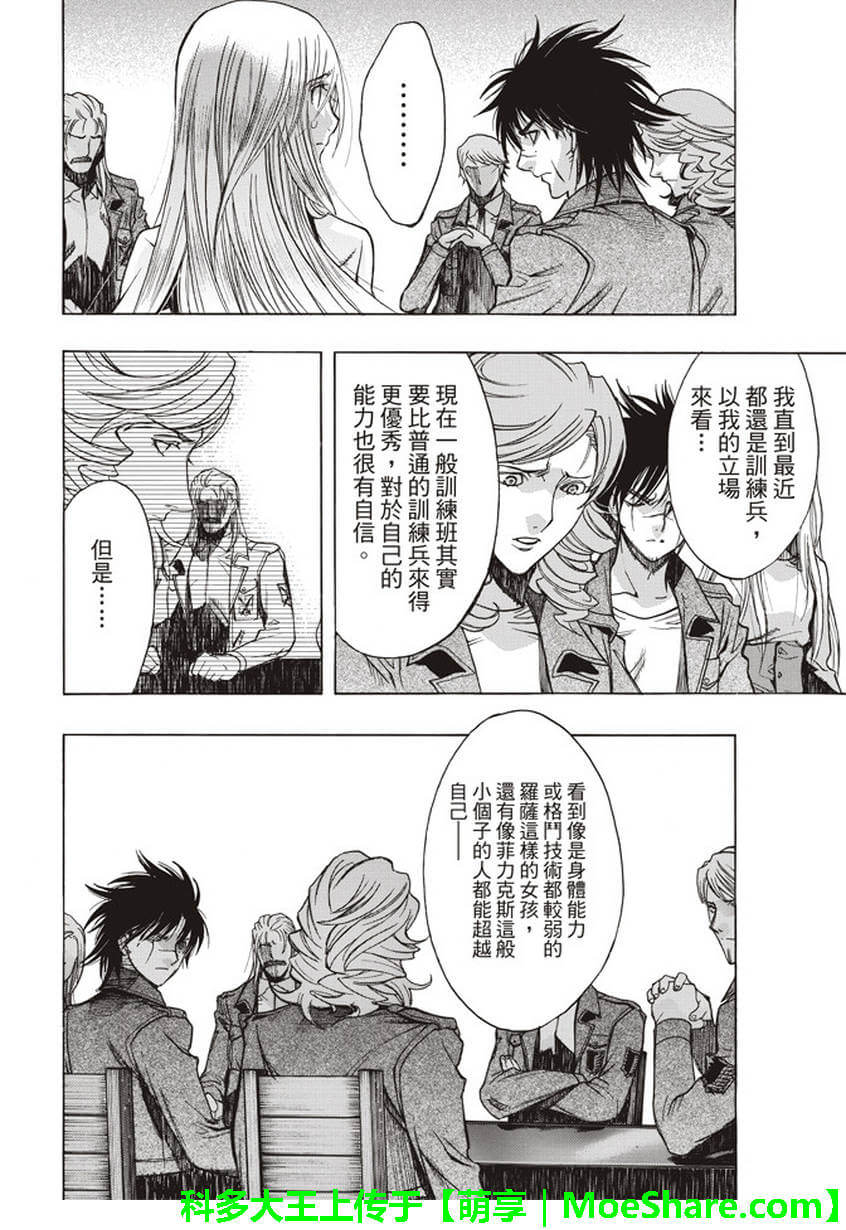 ………
我直到最近
都還是訓練兵，
以我的立場
來看…
現在一般訓練班其實
要比普通的訓練兵來得
更優秀，對於自己的
能力也很有自信。
但是……
看到像是身體能力
或格鬥技術都較弱的
羅薩這樣的女孩，
還有像菲力克斯這般
小個子的人都能超越
自己——
科多大王上传于【萌享｜MoeShare.com】